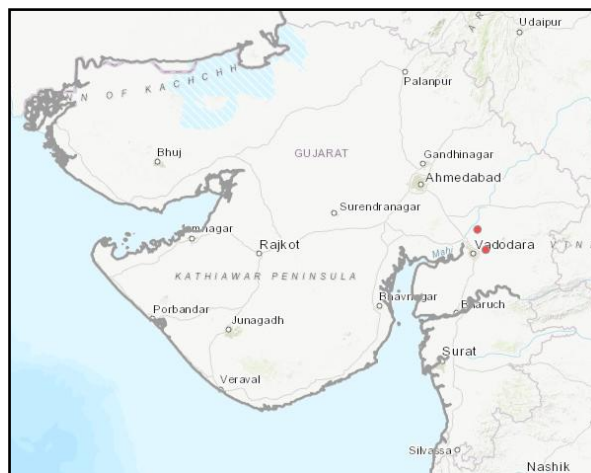 Udaipur
Palanpur
N OF KACHCHH
Bhuj
GUJARAT
Gandhinagar
Ahmedabad
Surendranagar
Rajkot
Mahi
Vadodara
KATHIAWAR PENINSULA
Bhavnagar
Bharuch
Porbandar
Junagadh
Surat
Veraval
Silvassa
Nashik